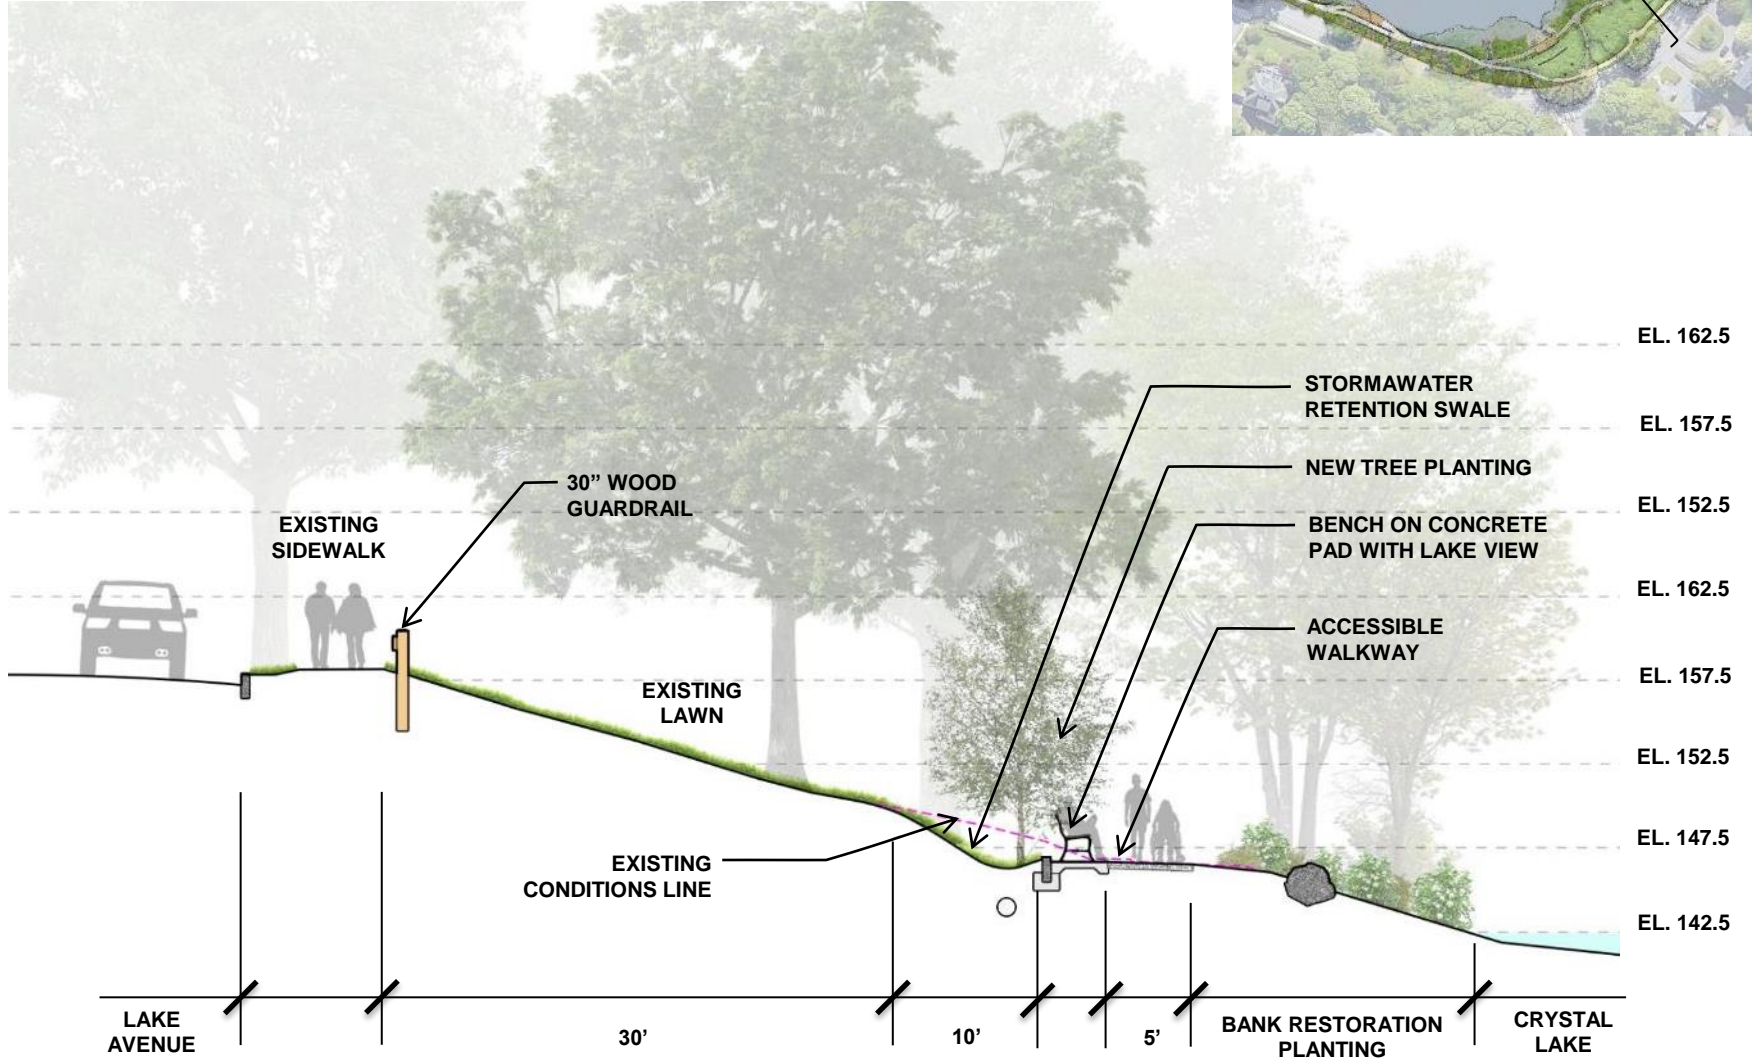 EL. 162.5
STORMAWATER
RETENTION SWALE
EL. 157.5
NEW TREE PLANTING
30” WOOD
GUARDRAIL
EL. 152.5
EXISTING
SIDEWALK
BENCH ON CONCRETE
PAD WITH LAKE VIEW
EL. 162.5
ACCESSIBLE
WALKWAY
EL. 157.5
EXISTING
LAWN
EL. 152.5
EL. 147.5
EXISTING
CONDITIONS LINE
EL. 142.5
LAKE
AVENUE
30’
10’
5’
BANK RESTORATION
PLANTING
CRYSTAL
LAKE